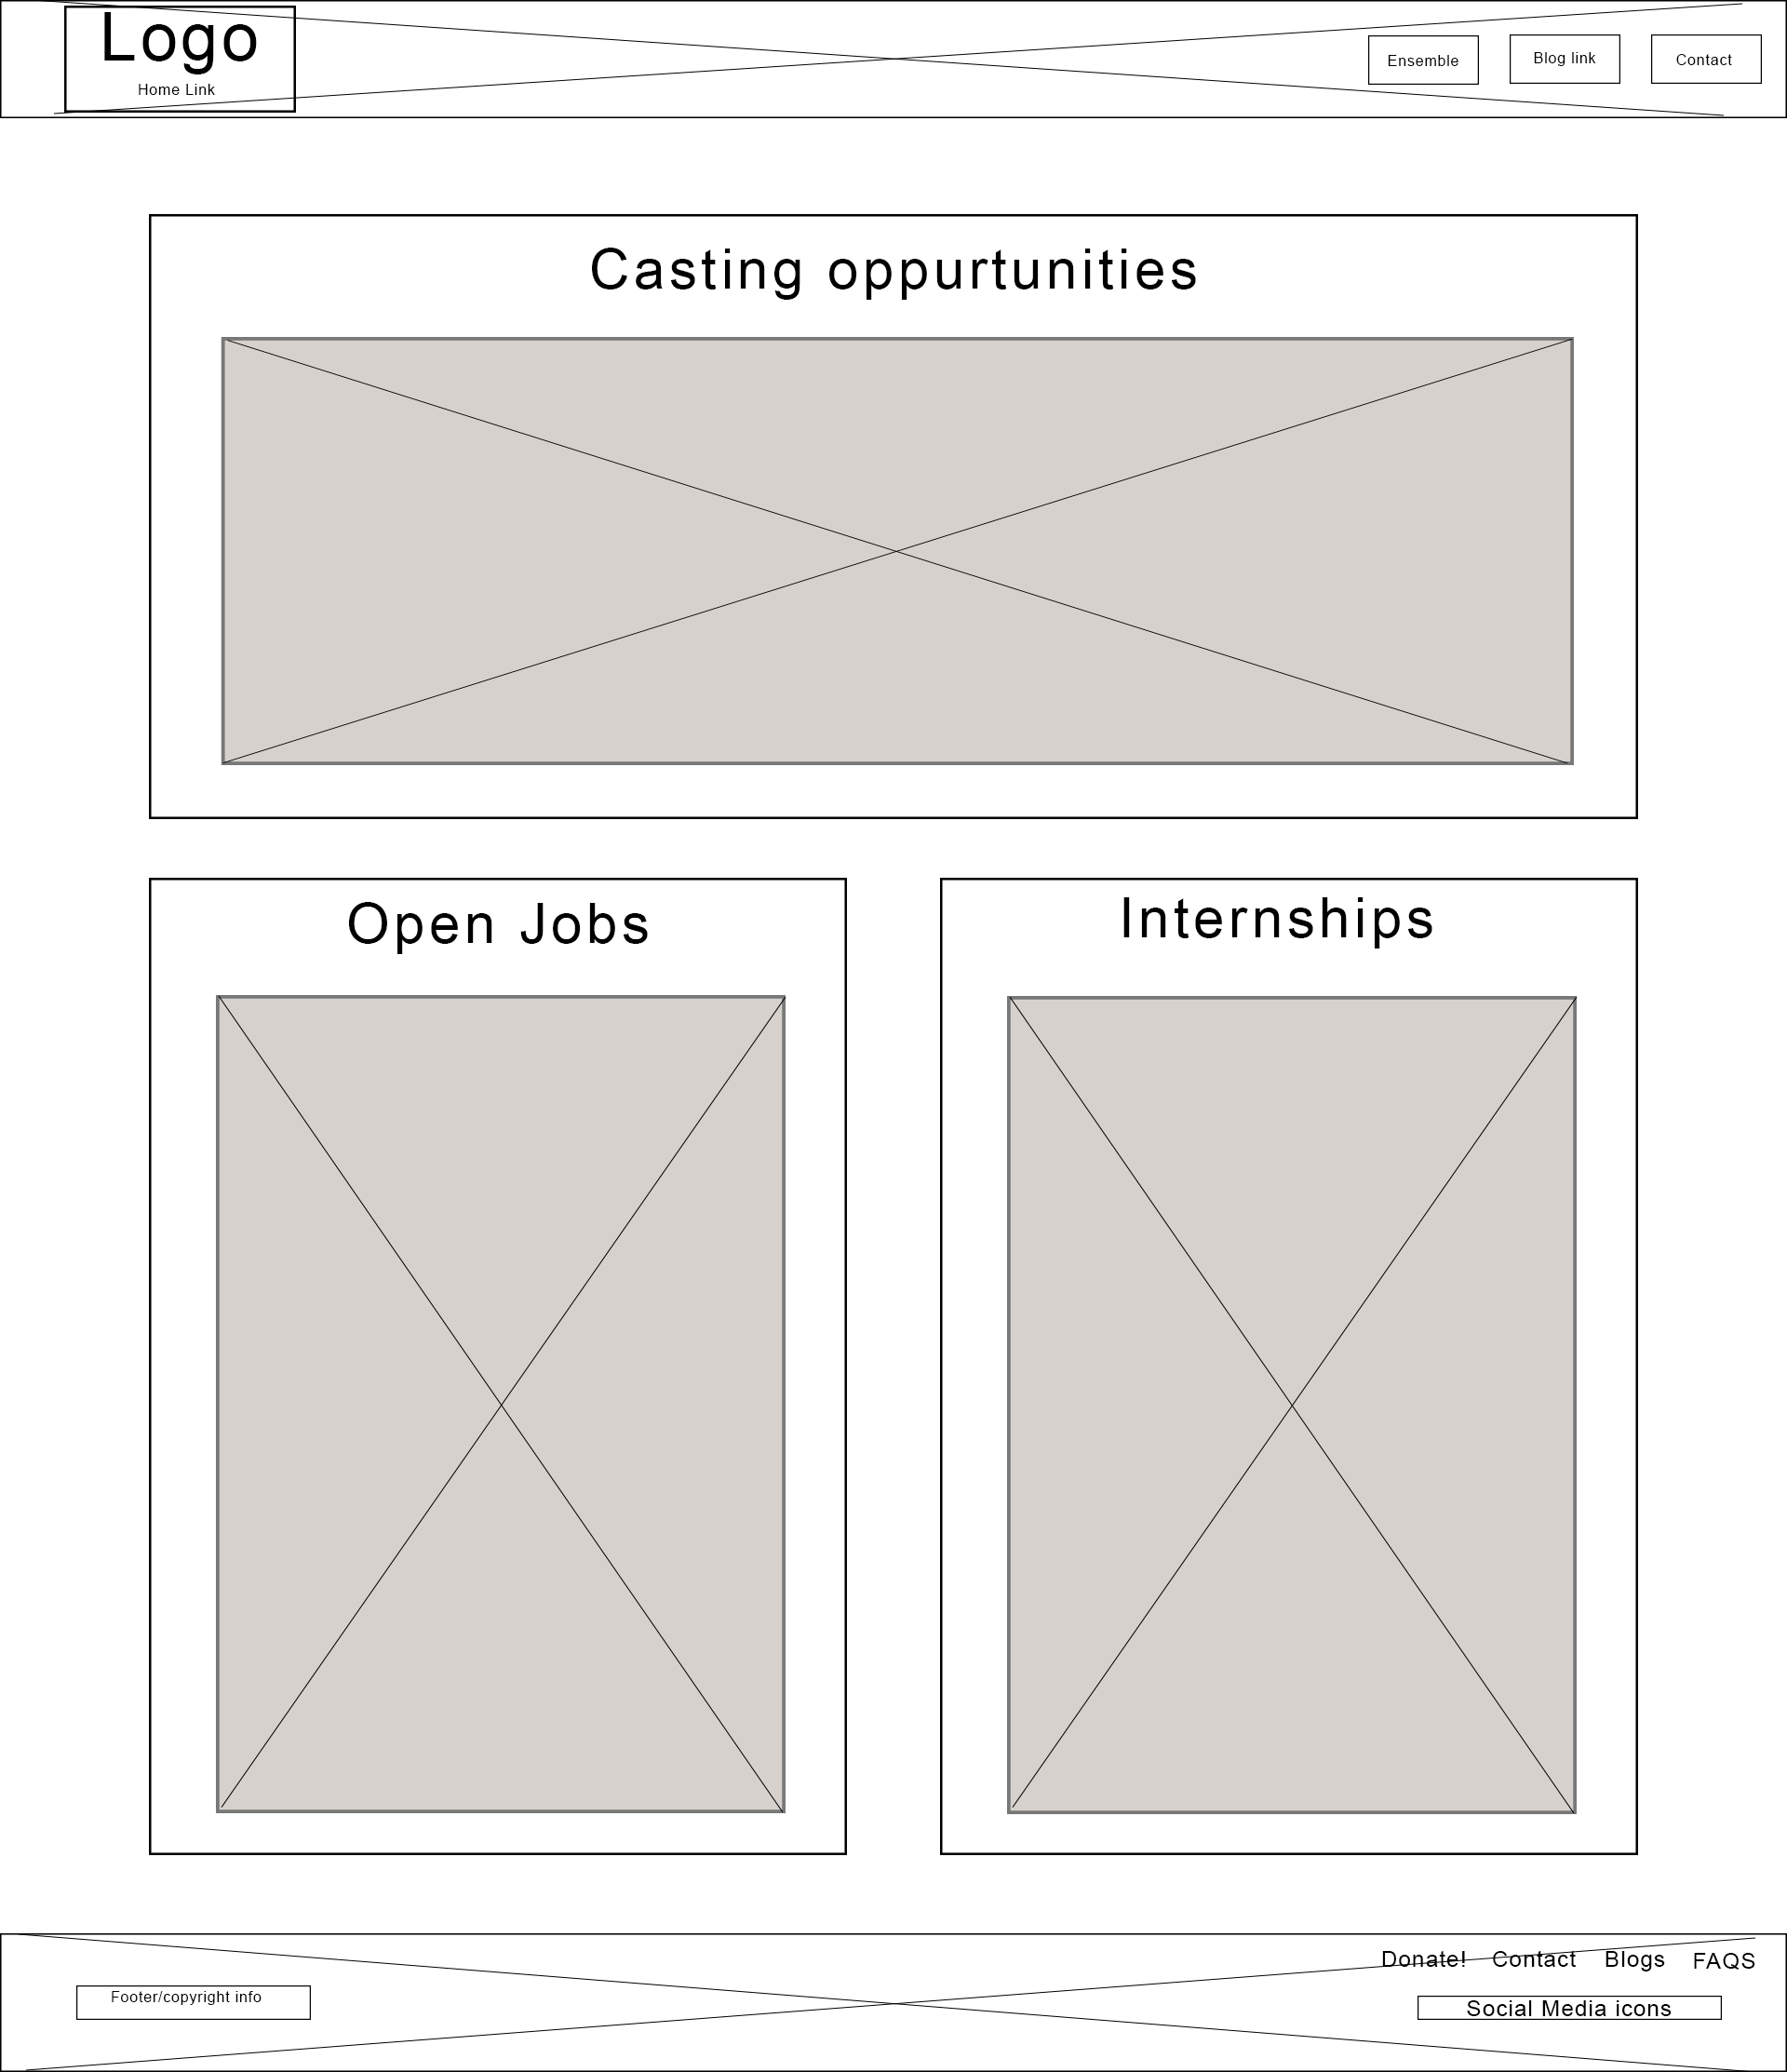 Logo
Home Link
Ensemble
Blog link
Contact
Casting oppurtunities
Open Jobs
Internships
Donate!
Contact
Blogs
FAQS
Footer/copyright info
Social Media icons